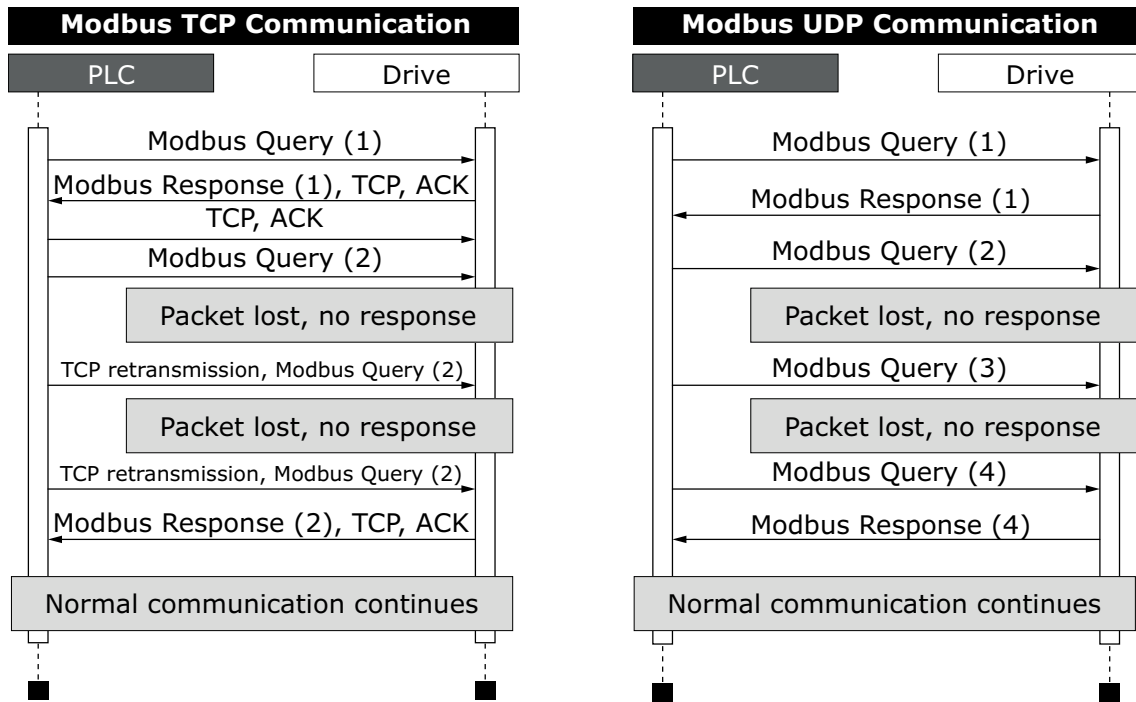 Modbus TCP Communication
PLC
Drive
Modbus Query (1)
Modbus Response (1), TCP, ACK
TCP, ACK
Modbus Query (2)
Packet lost, no response
TCP retransmission, Modbus Query (2)
Packet lost, no response
TCP retransmission, Modbus Query (2)
Modbus Response (2), TCP, ACK
Normal communication continues
Modbus UDP Communication
PLC
Drive
Modbus Query (1)
Modbus Response (1)
Modbus Query (2)
Packet lost, no response
Modbus Query (3)
Packet lost, no response
Modbus Query (4)
Modbus Response (4)
Normal communication continues